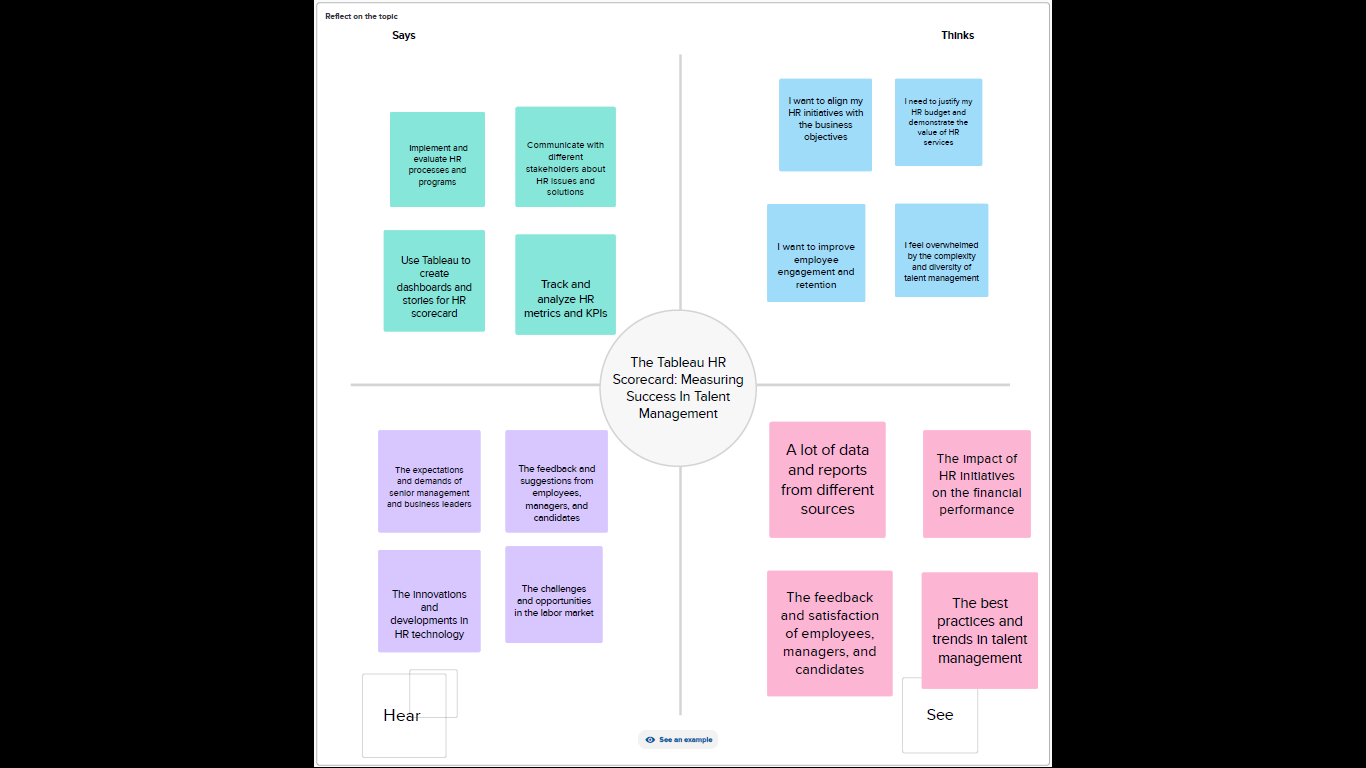 Reflect on the topic
Says
Thinks
Implement and
evaluate HR
processes and
programs
Communicate with
different
stakeholders about
HR issues and
solutions
Use Tableau to
create
dashboards and
stories for HR
scorecard
Track and
analyze HR
metrics and KPIs
I want to align my
HR initiatives with
the business
objectives
I need to justify my
HR budget and
demonstrate the
value of HR
services
I want to improve
employee
engagement and
retention
I feel overwhelmed
by the complexity
and diversity of
talent management
The Tableau HR
Scorecard: Measuring
Success In Talent
Management
The expectations
and demands of
senior management
and business leaders
The feedback and
suggestions from
employees,
managers, and
candidates
The innovations
and
developments in
HR technology
The challenges
and opportunities
in the labor market
A lot of data
and reports
from different
sources
The impact of
HR initiatives
on the financial
performance
The feedback
and satisfaction
of employees,
managers, and
candidates
The best
practices and
trends in talent
management
Hear
See
See an example